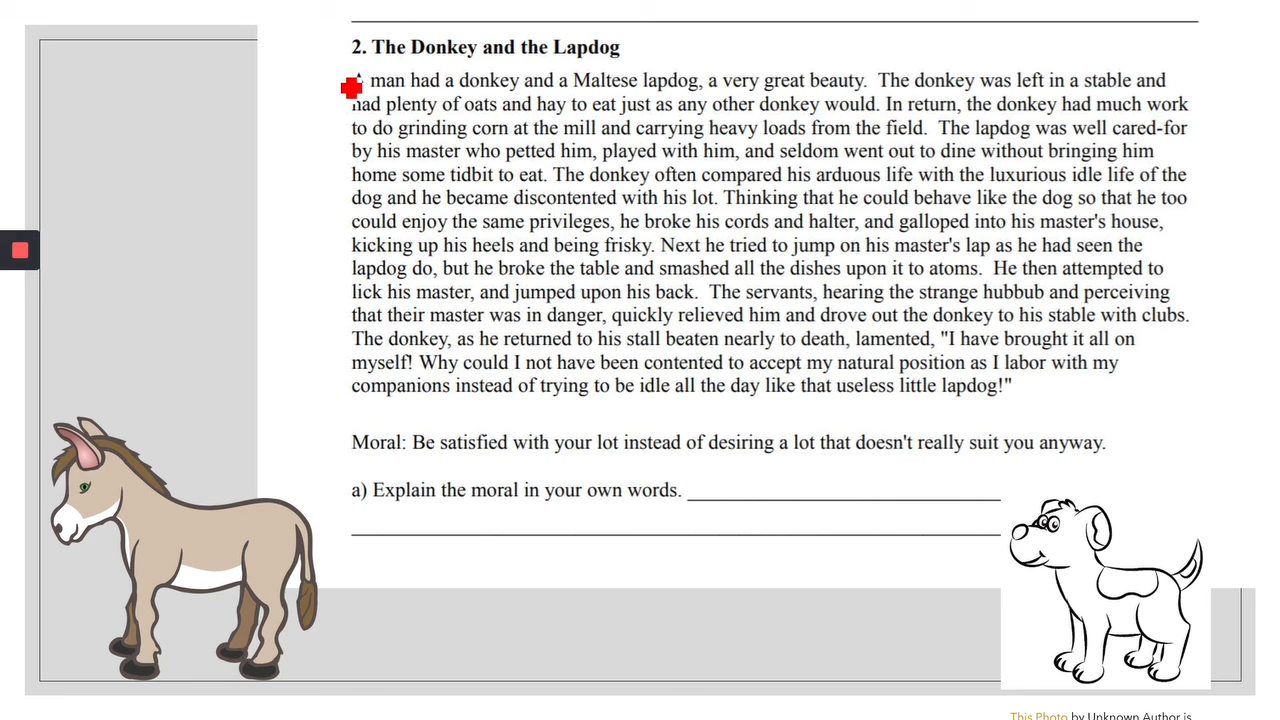 2. The Donkey and the Lapdog
man had a donkey and a Maltese lapdog, a very great beauty. The donkey was left in a stable and
had plenty of oats and hay to eat just as any other donkey would. In return, the donkey had much work
to do grinding corn at the mill and carrying heavy loads from the field. The lapdog was well cared-for
by his master who petted him, played with him, and seldom went out to dine without bringing him
home some tidbit to eat. The donkey often compared his arduous life with the luxurious idle life of the
dog and he became discontented with his lot. Thinking that he could behave like the dog so that he too
could enjoy the same privileges, he broke his cords and halter, and galloped into his master's house,
kicking up his heels and being frisky. Next he tried to jump on his master's lap as he had seen the
lapdog do, but he broke the table and smashed all the dishes upon it to atoms. He then attempted to
lick his master, and jumped upon his back. The servants, hearing the strange hubbub and perceiving
that their master was in danger, quickly relieved him and drove out the donkey to his stable with clubs.
The donkey, as he returned to his stall beaten nearly to death, lamented, "I have brought it all on
myself! Why could I not have been contented to accept my natural position as I labor with my
companions instead of trying to be idle all the day like that useless little lapdog!"
Moral: Be satisfied with your lot instead of desiring a lot that doesn't really suit you anyway.
a) Explain the moral in your own words.
This Photo by Unknown Author is